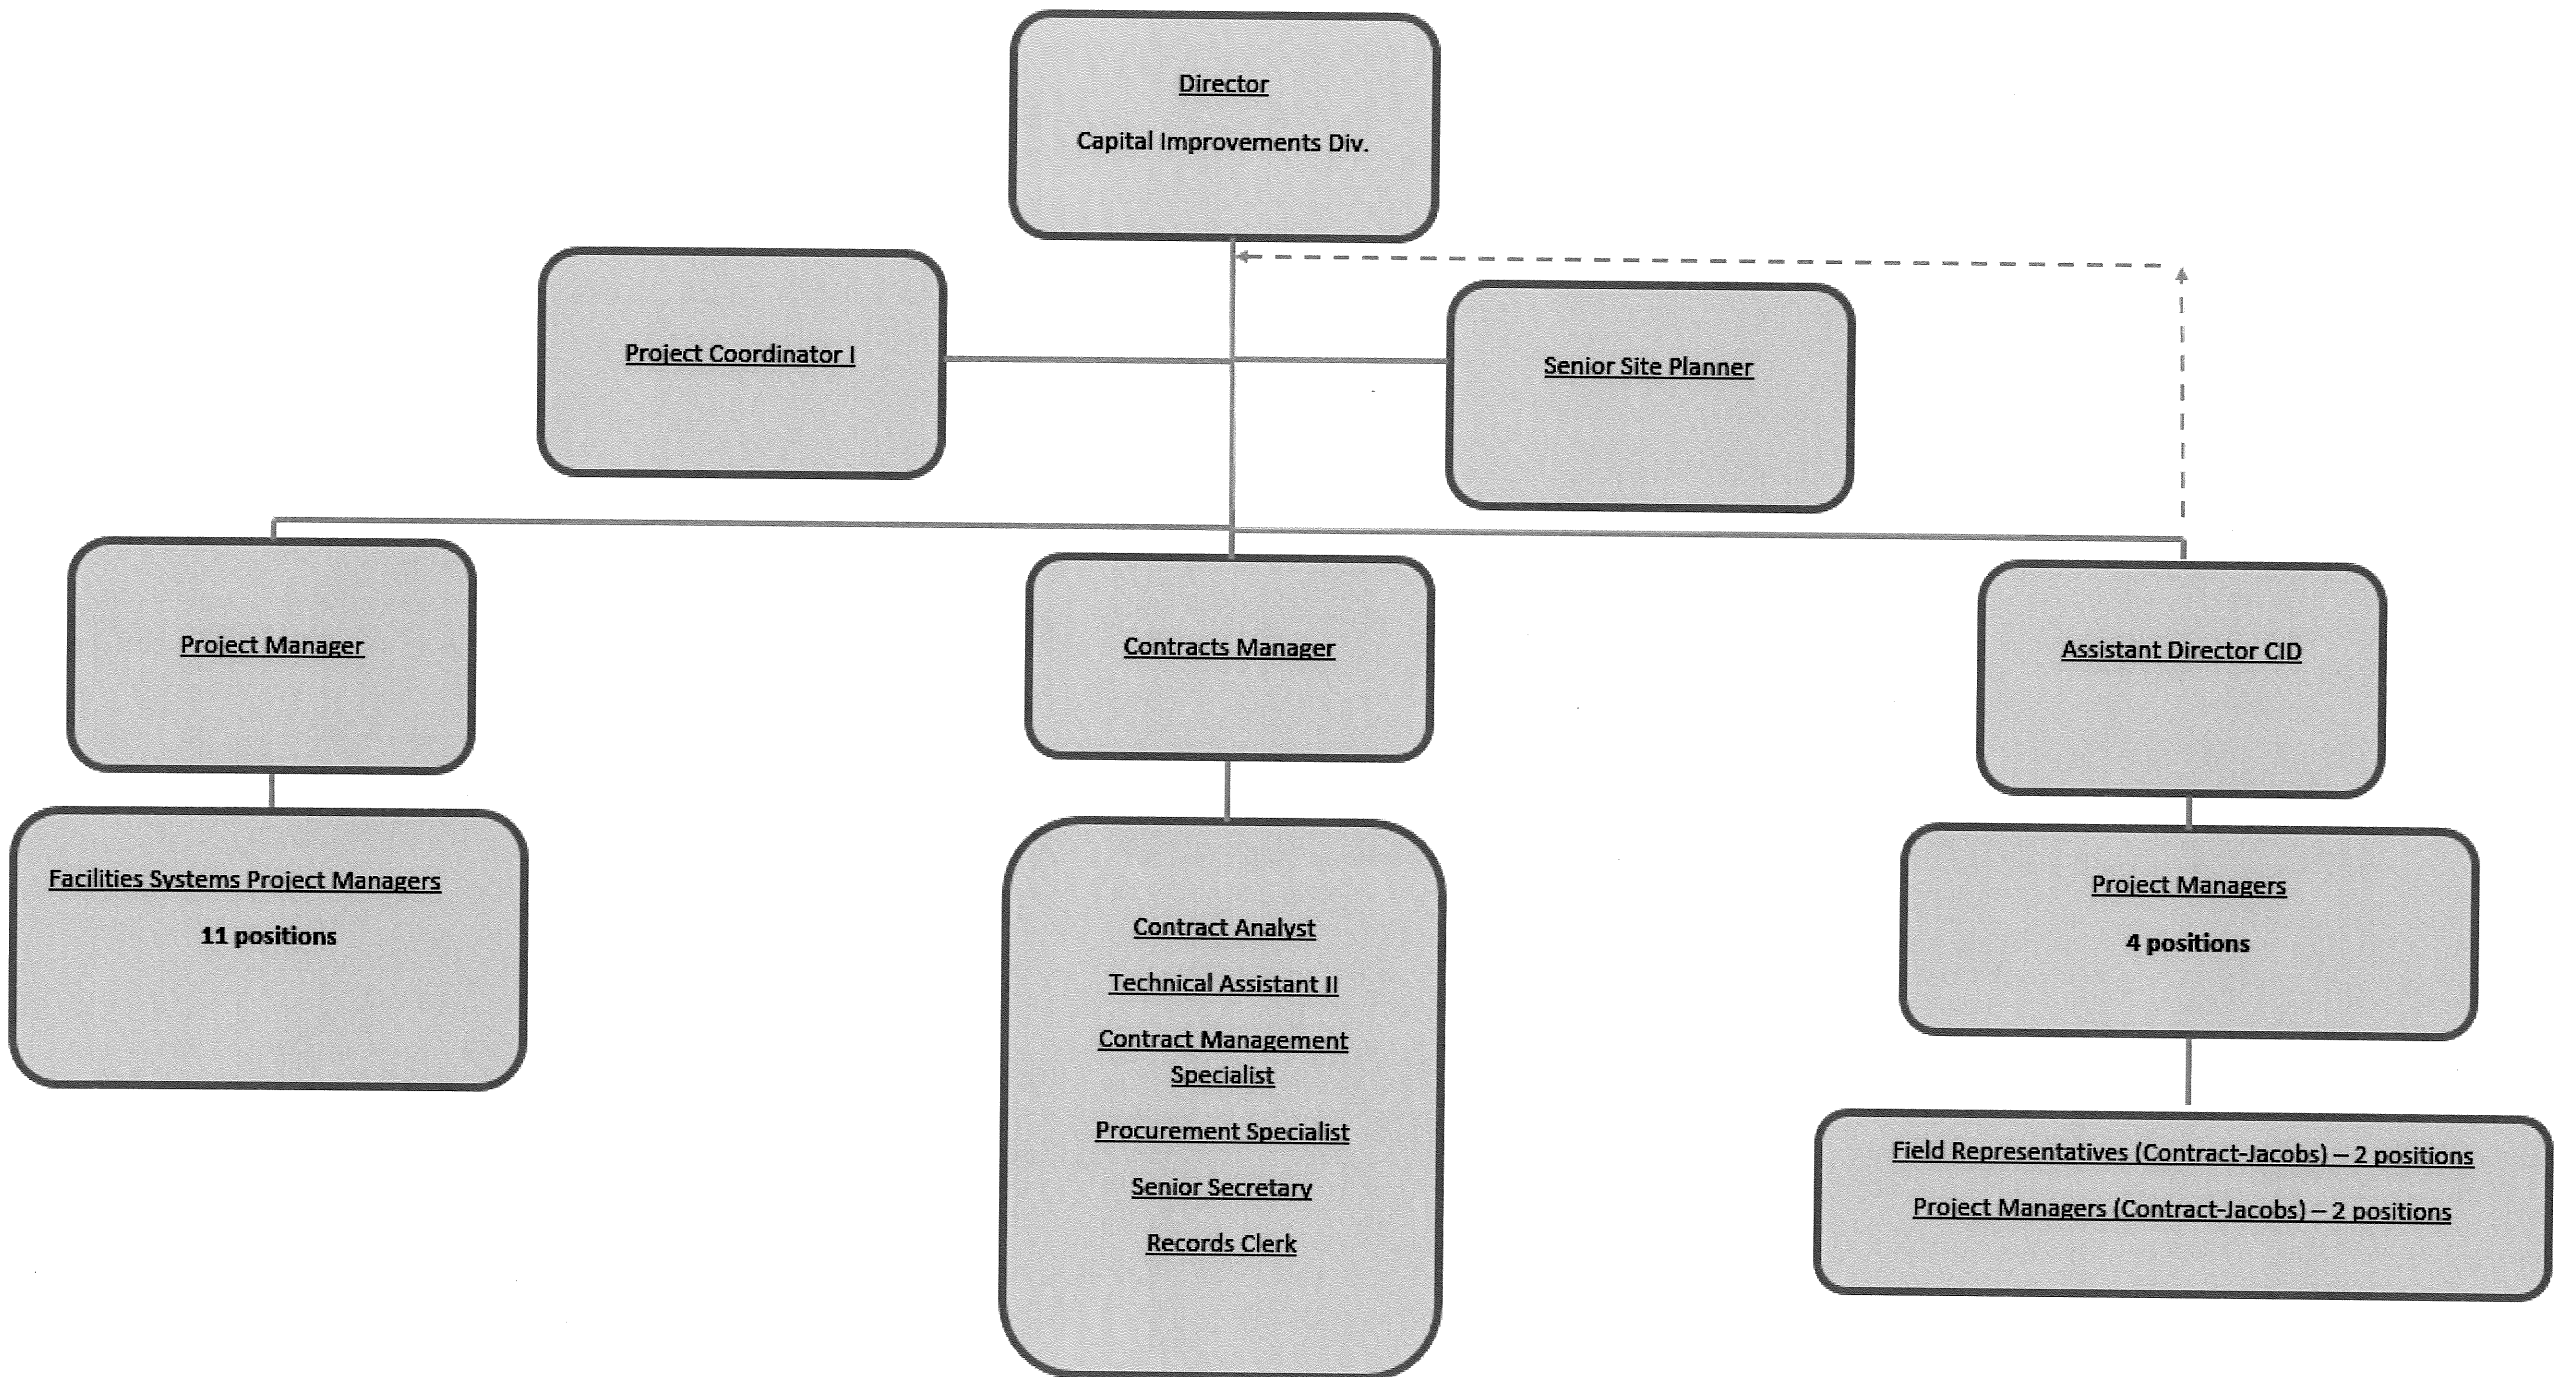 Director
Capital Improvements Div.
Project Coordinator I
Senior Site Planner
Project Manager
Contracts Manager
Assistant Director CID
Facilities Systems Project Managers
11 positions
Contract Analyst
Technical Assistant II
Contract Management
Specialist
Procurement Specialist
Senior Secretary
Records Clerk
Project Managers
4 positions
Field Representatives (Contract-Jacobs) – 2 positions
Project Managers (Contract-Jacobs) – 2 positions